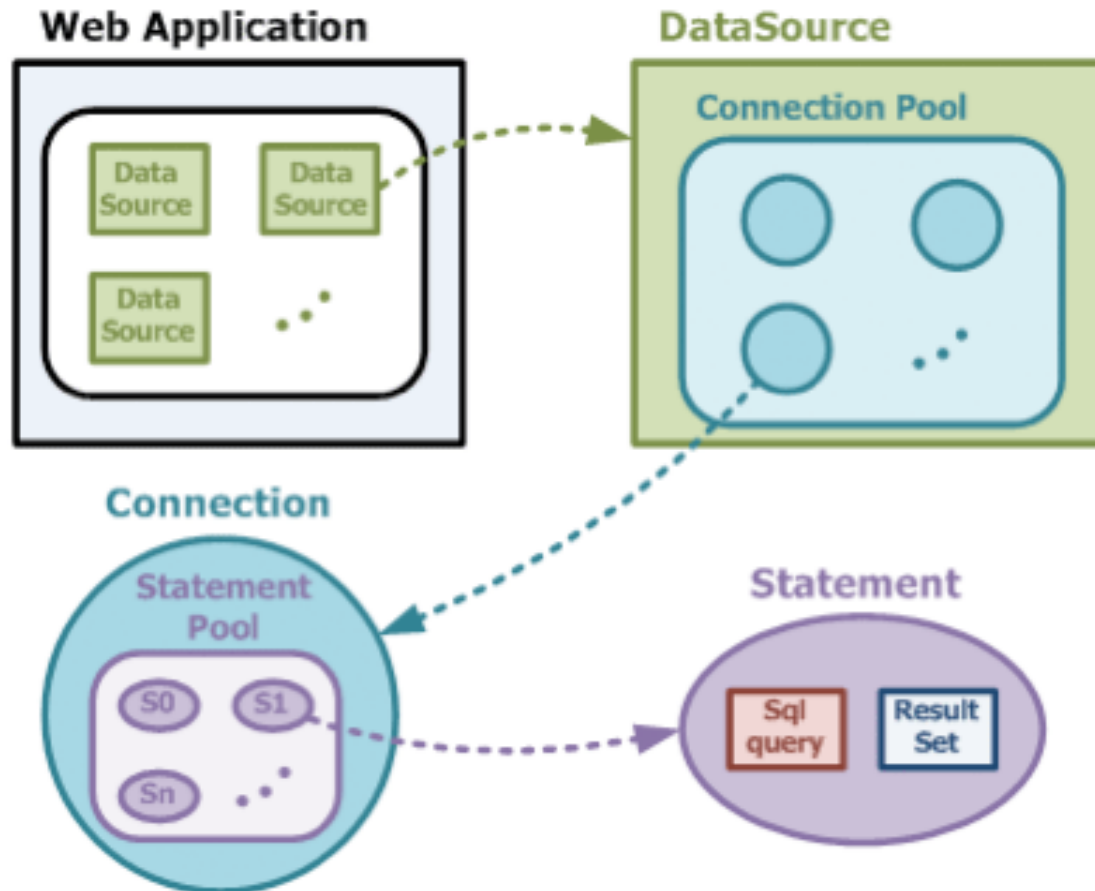 Web Application
DataSource
Connection Pool
Data
Source
Data
Source
Data
Source
Connection
Statement
Pool
S0
S1
Sn
Statement
Sql
query
Result
Set